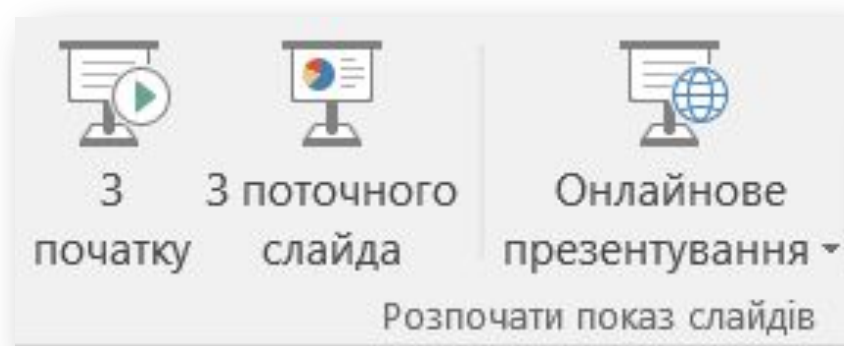 З
початку
З поточного
слайда
Онлайнове
презентування
Розпочати показ слайдів